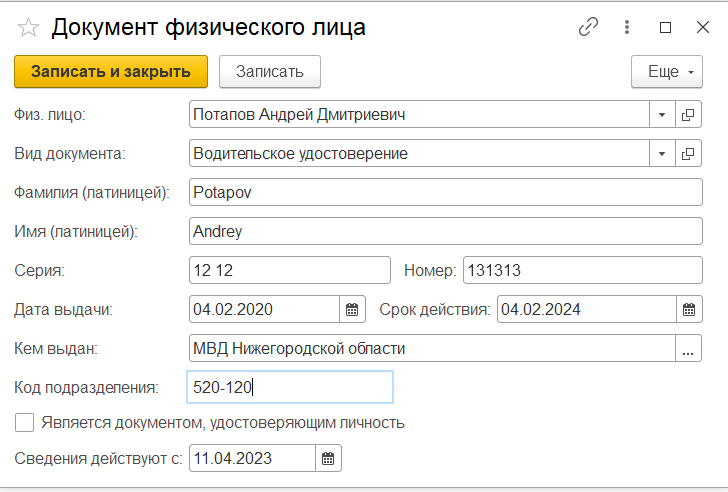 Документ физического лица
Записать и закрыть Записать Еще
Физ. лицо: Потапов Андрей Дмитриевич
Вид документа: Водительское удостоверение
Фамилия (латиницей): Potapov
Имя (латиницей): Andrey
Серия: 12 12 Номер: 131313
Дата выдачи: 04.02.2020 Срок действия: 04.02.2024
Кем выдан: МВД Нижегородской области ...
Код подразделения: 520-120
Является документом, удостоверяющим личность
Сведения действуют с: 11.04.2023